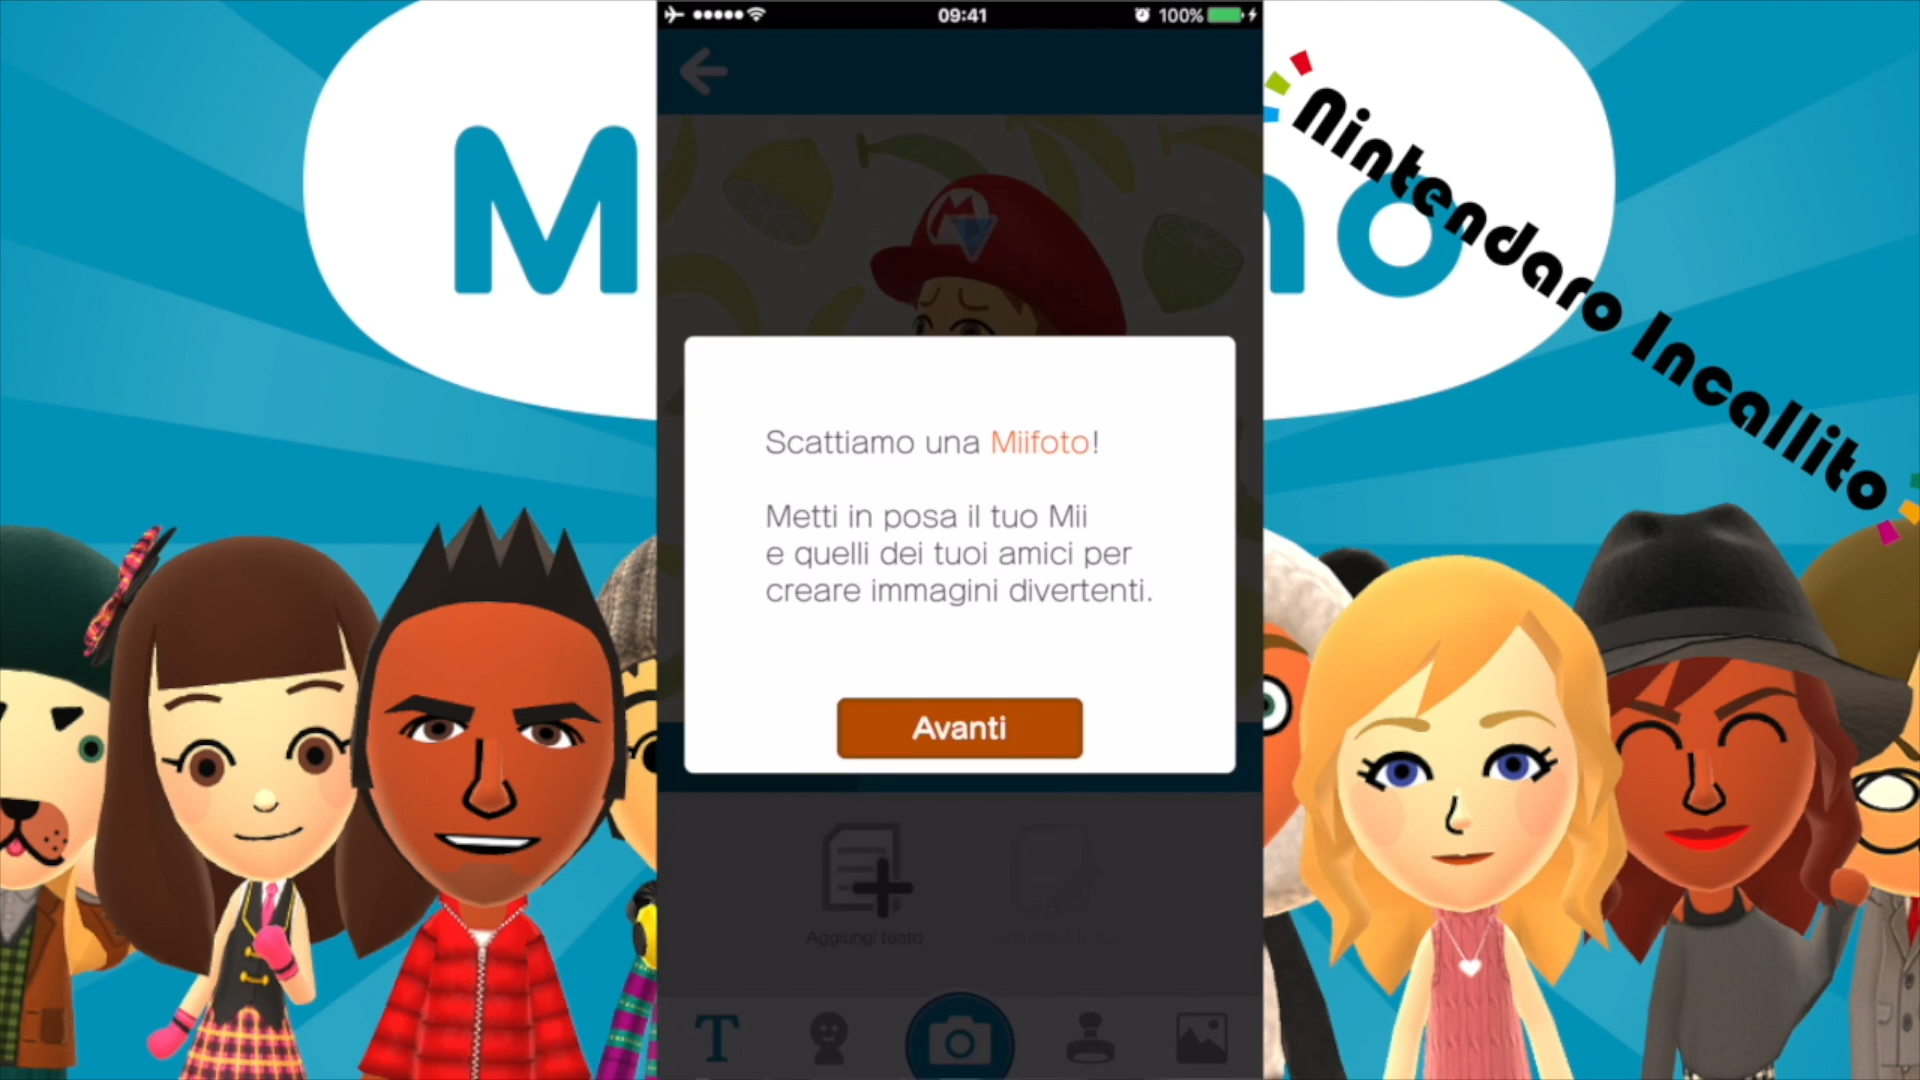 09:41
100%
M
no
Nintendaro Incallito
Scattiamo una Miifoto!
Metti in posa il tuo Mii
e quelli dei tuoi amici per
creare immagini divertenti.
Avanti
Aggiungi testo
T